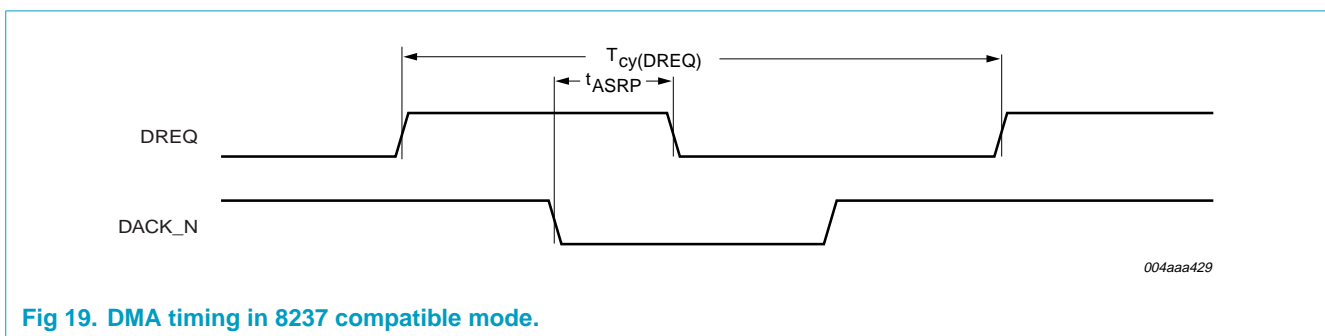 Tcy(DREQ)
tASRP
DREQ
DACK_N
004aaa429
Fig 19. DMA timing in 8237 compatible mode.